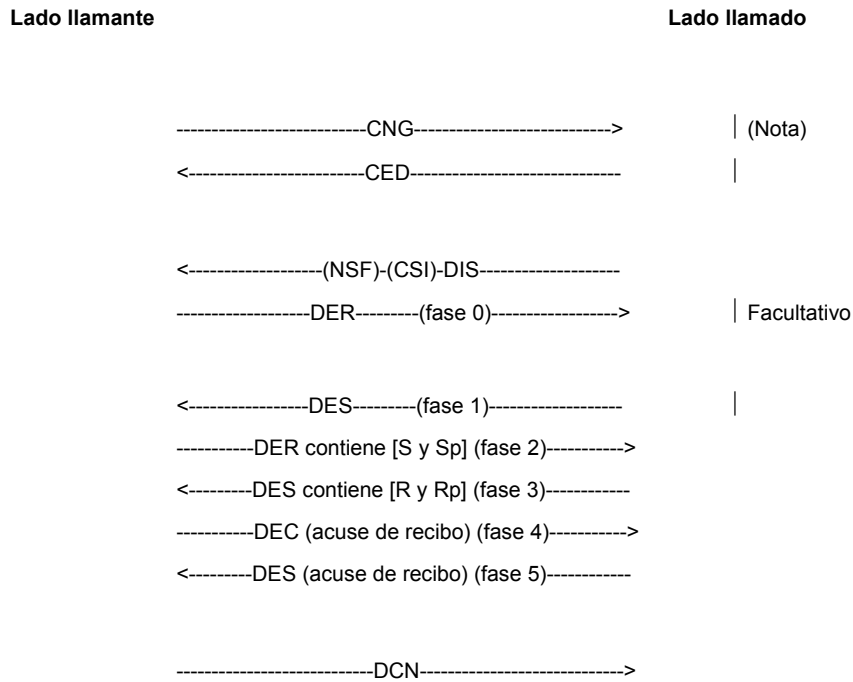 Lado llamante Lado llamado
---------------------------CNG----------------------------> | (Nota)
<-------------------------CED------------------------------ |
<-------------------(NSF)-(CSI)-DIS--------------------
-------------------DER---------(fase 0)------------------> | Facultativo
<-----------------DES---------(fase 1)------------------- |
-----------DER contiene [S y Sp] (fase 2)----------->
<---------DES contiene [R y Rp] (fase 3)------------
-----------DEC (acuse de recibo) (fase 4)----------->
<---------DES (acuse de recibo) (fase 5)------------
----------------------------DCN----------------------------->